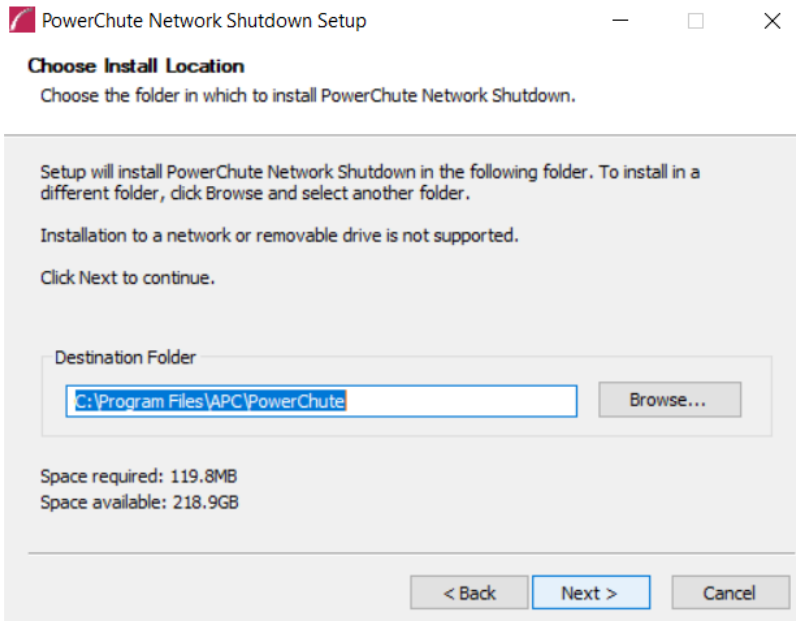 PowerChute Network Shutdown Setup
Choose Install Location
Choose the folder in which to install PowerChute Network Shutdown.
Setup will install PowerChute Network Shutdown in the following folder. To install in a
different folder, click Browse and select another folder.
Installation to a network or removable drive is not supported.
Click Next to continue.
Destination Folder
C:\Program Files\APC\PowerChute
Browse...
Space required: 119.8MB
Space available: 218.9GB
< Back Next > Cancel